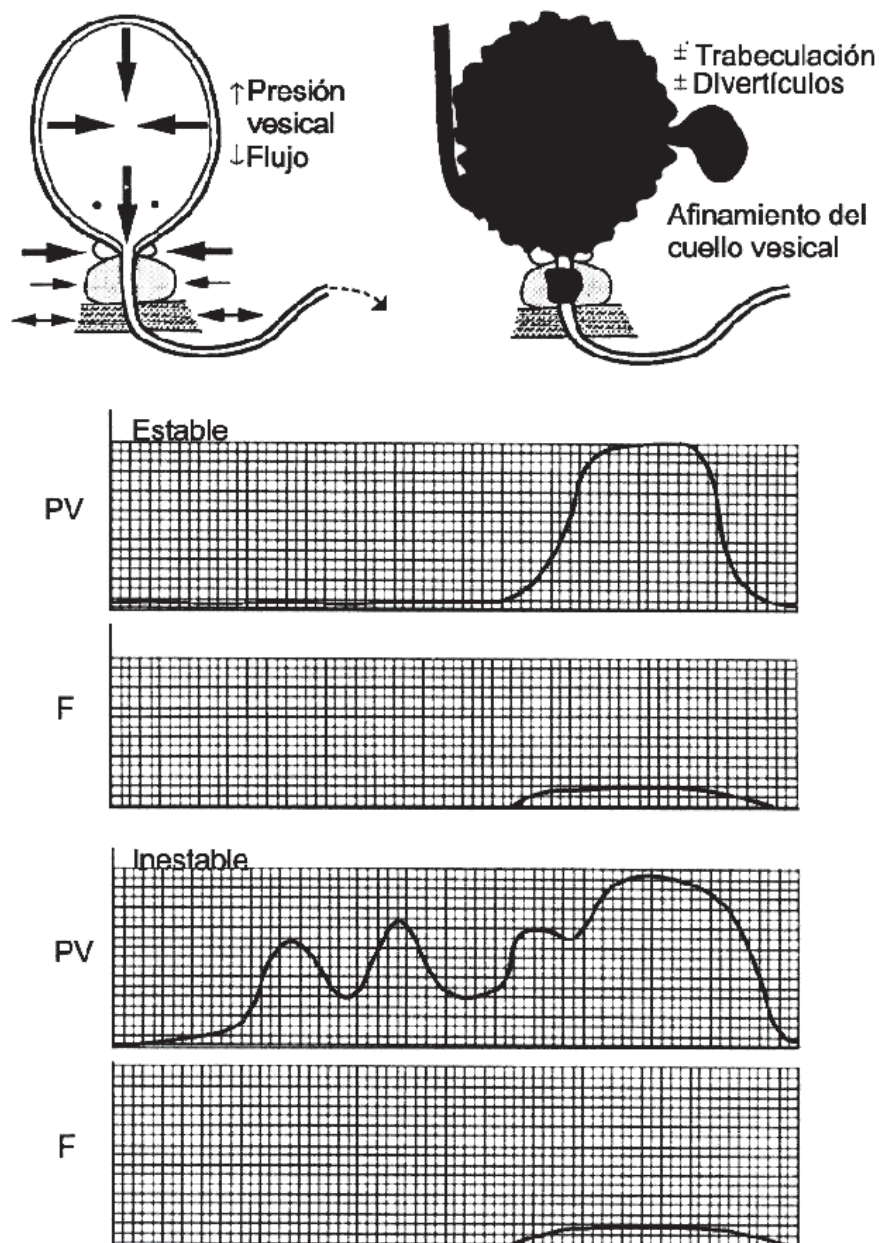 ↑Presión
vesical
↓Flujo
± Trabeculación
± Divertículos
Afinamiento del
cuello vesical
Estable
PV
F
Inestable
PV
F